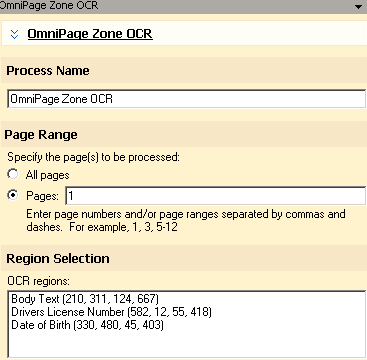 OmniPage Zone OCR
OmniPage Zone OCR
Process Name
OmniPage Zone OCR
Page Range
Specify the page(s) to be processed:
All pages
Pages: 1
Enter page numbers and/or page ranges separated by commas and
dashes. For example, 1, 3, 5-12
Region Selection
OCR regions:
Body Text (210, 311, 124, 667)
Drivers License Number (582, 12, 55, 418)
Date of Birth (330, 480, 45, 403)